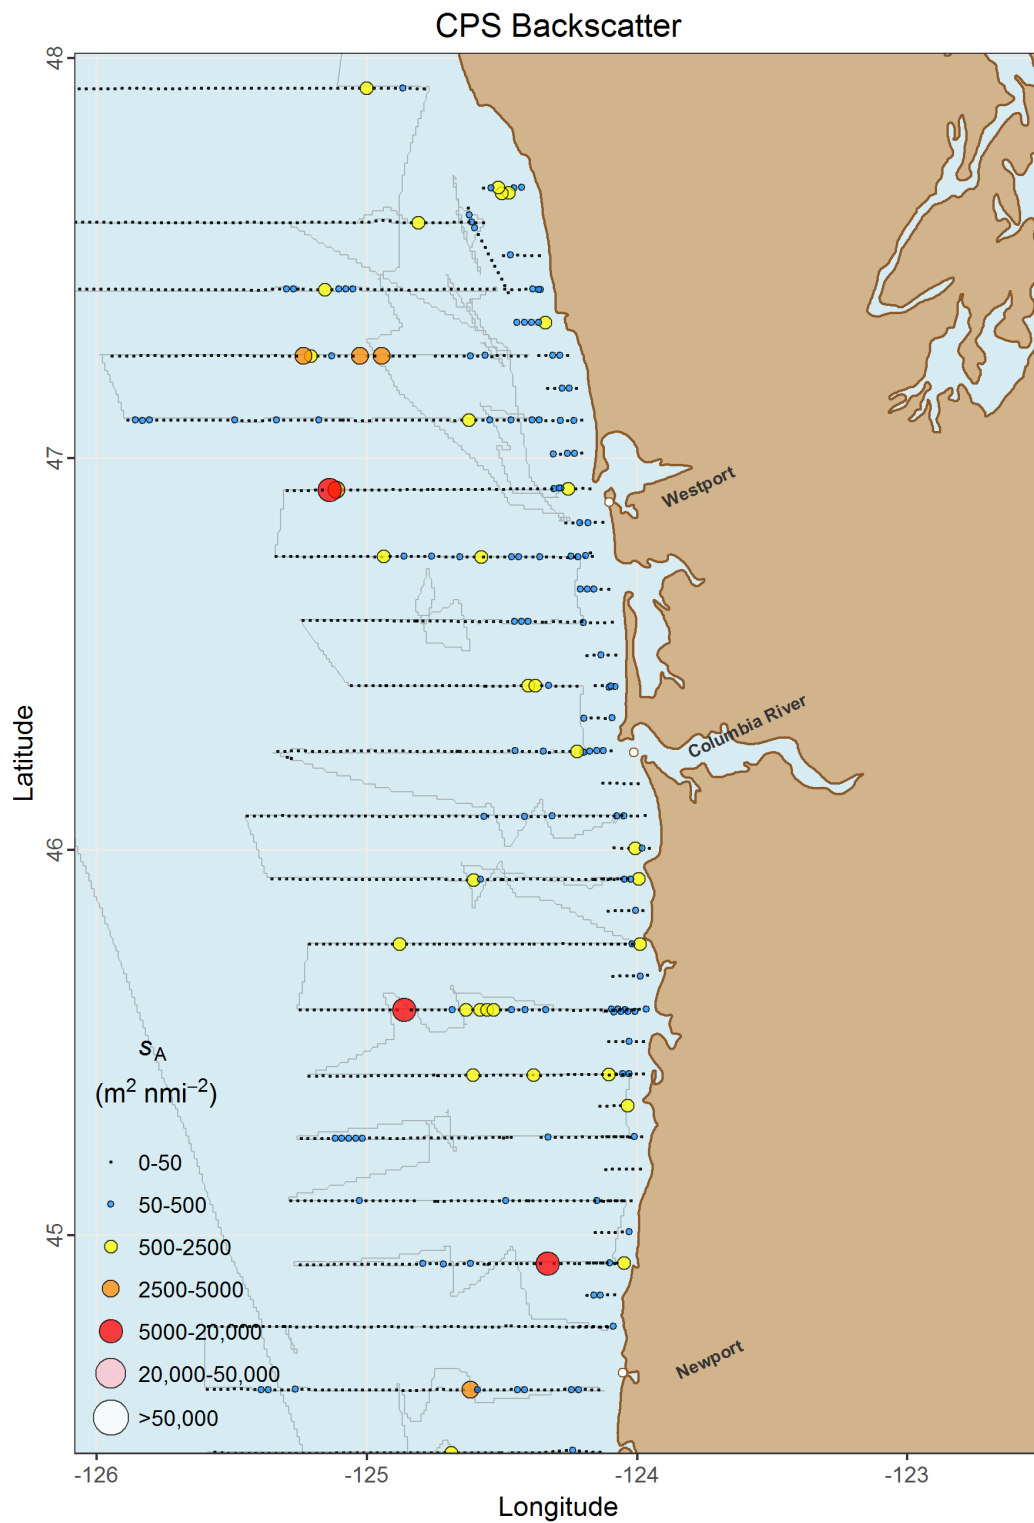 CPS Backscatter
48
47
Westport
Columbia River
Latitude
46
sA
(m² nmi⁻²)
0-50
50-500
45
500-2500
2500-5000
5000-20,000
Newport
20,000-50,000
>50,000
-126
-125
-124
-123
Longitude